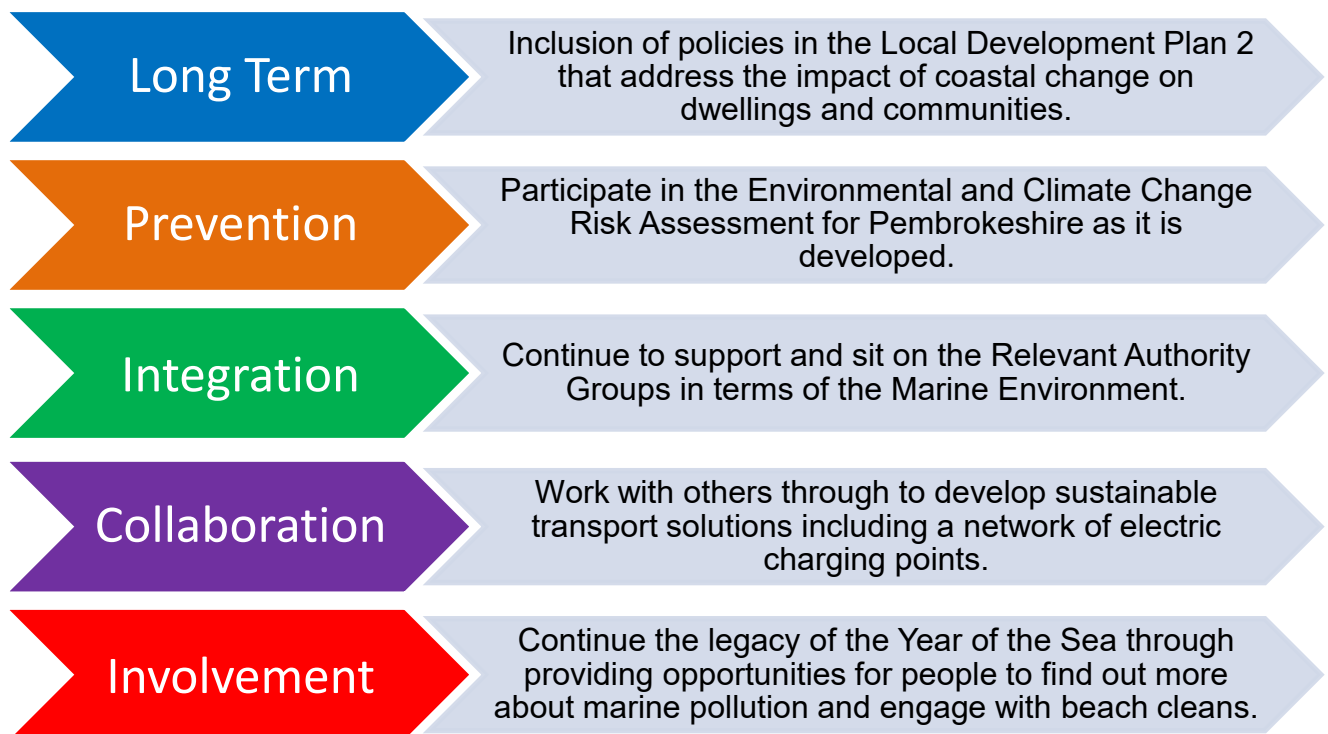 Long Term
Inclusion of policies in the Local Development Plan 2
that address the impact of coastal change on
dwellings and communities.
Prevention
Participate in the Environmental and Climate Change
Risk Assessment for Pembrokeshire as it is
developed.
Integration
Continue to support and sit on the Relevant Authority
Groups in terms of the Marine Environment.
Collaboration
Work with others through to develop sustainable
transport solutions including a network of electric
charging points.
Involvement
Continue the legacy of the Year of the Sea through
providing opportunities for people to find out more
about marine pollution and engage with beach cleans.